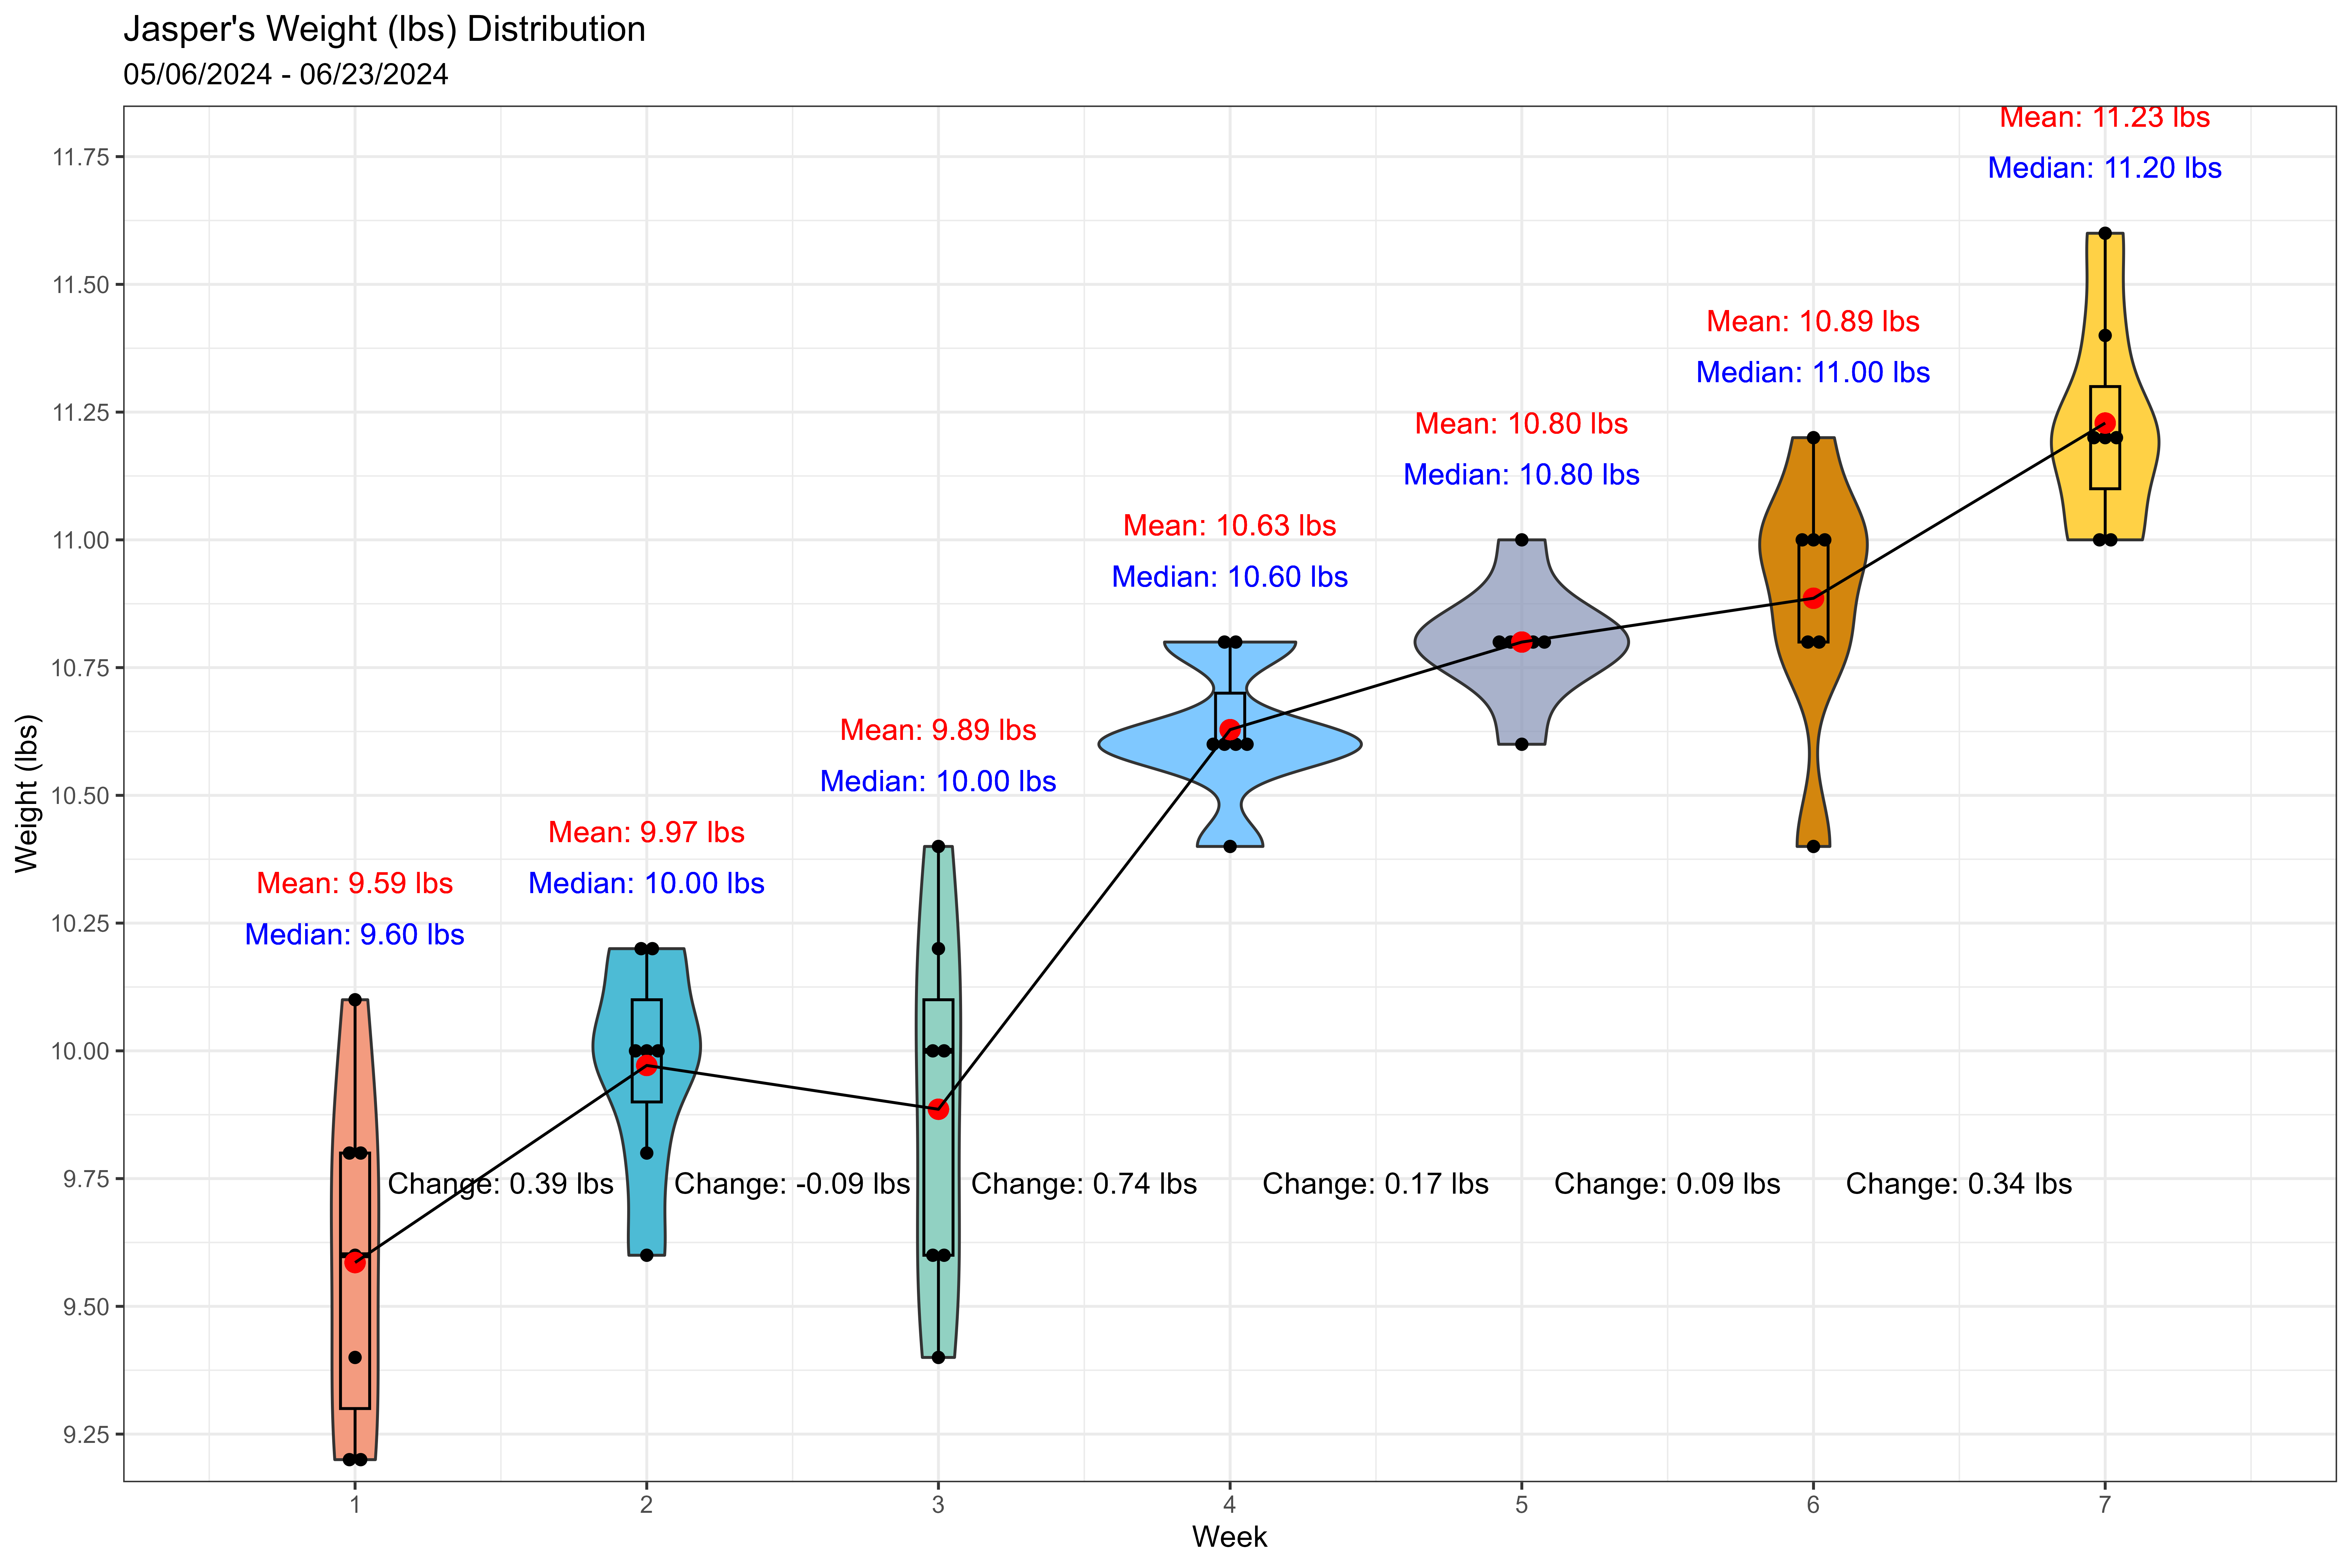 Jasper's Weight (lbs) Distribution
05/06/2024 - 06/23/2024
Mean: 11.23 lbs
11.75
Median: 11.20 lbs
11.50
Mean: 10.89 lbs
Median: 11.00 lbs
11.25
Mean: 10.80 lbs
Median: 10.80 lbs
11.00
Mean: 10.63 lbs
Median: 10.60 lbs
10.75
Mean: 9.89 lbs
Median: 10.00 lbs
10.50
Mean: 9.97 lbs
Median: 10.00 lbs
10.25
Mean: 9.59 lbs
Median: 9.60 lbs
10.00
9.75
Change: 0.39 lbs
Change: -0.09 lbs
Change: 0.74 lbs
Change: 0.17 lbs
Change: 0.09 lbs
Change: 0.34 lbs
9.50
9.25
Weight (lbs)
1 2 3 4 5 6 7
Week